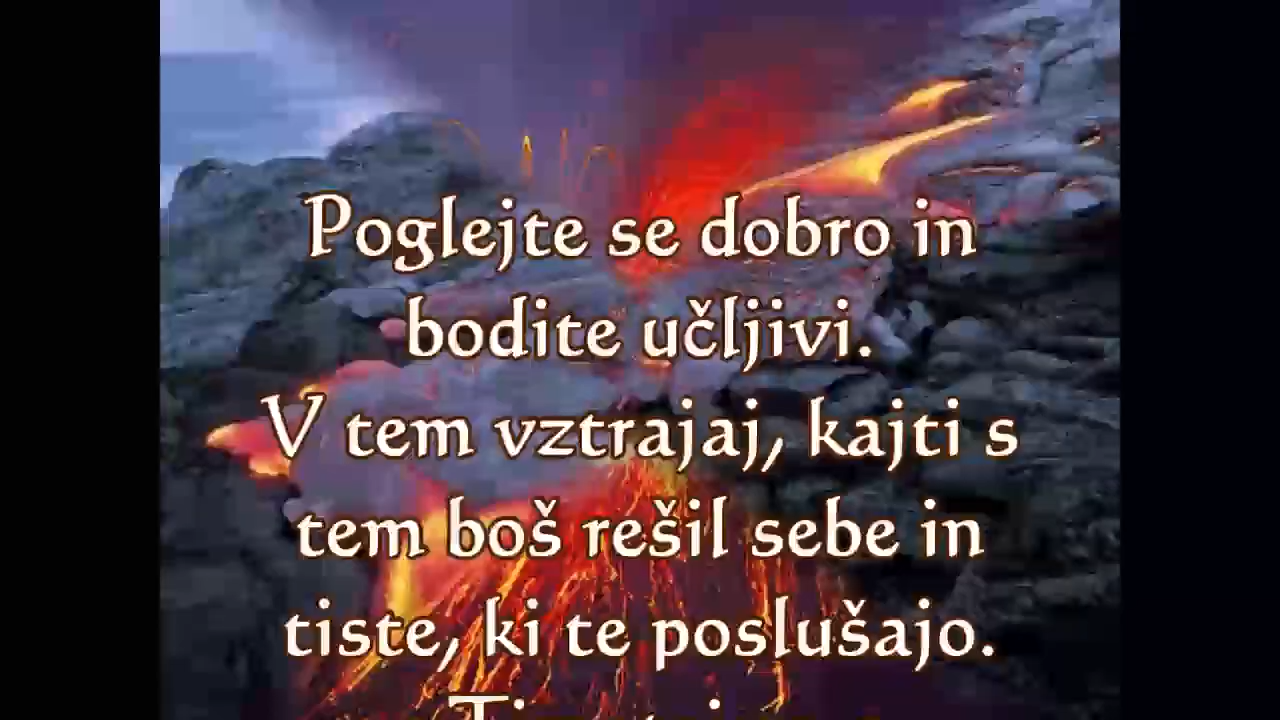 Poglejte se dobro in
bodite učljivi.
V tem vztrajaj, kajti s
tem boš rešil sebe in
tiste, ki te poslušajo.